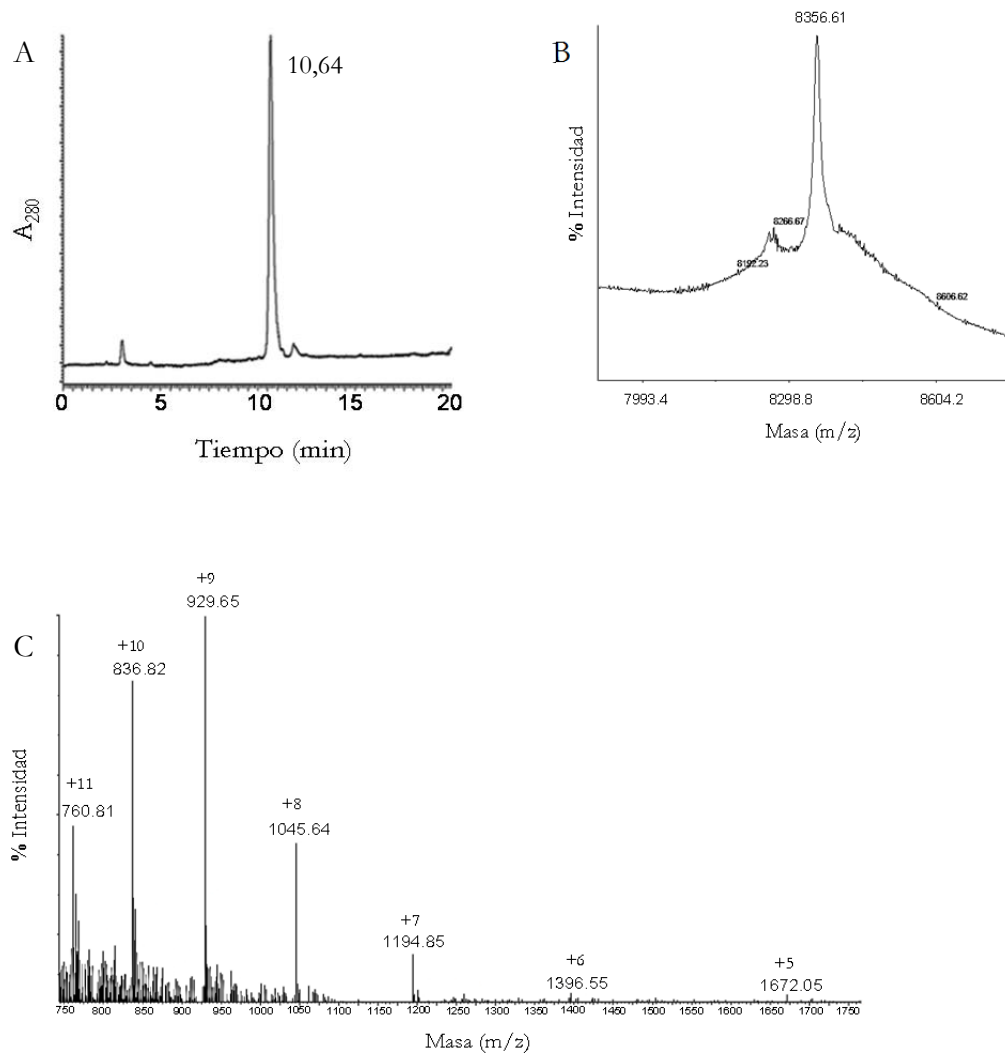 A
10,64
A280
0 5 10 15 20
Tiempo (min)
B
8356.61
8266.67
8192.23
8606.62
% Intensidad
7993.4 8298.8 8604.2
Masa (m/z)
C
+9
929.65
+10
836.82
+11
760.81
+8
1045.64
+7
1194.85
+6
1396.55
+5
1672.05
% Intensidad
750 800 850 900 950 1000 1050 1100 1150 1200 1250 1300 1350 1400 1450 1500 1550 1600 1650 1700 1750
Masa (m/z)